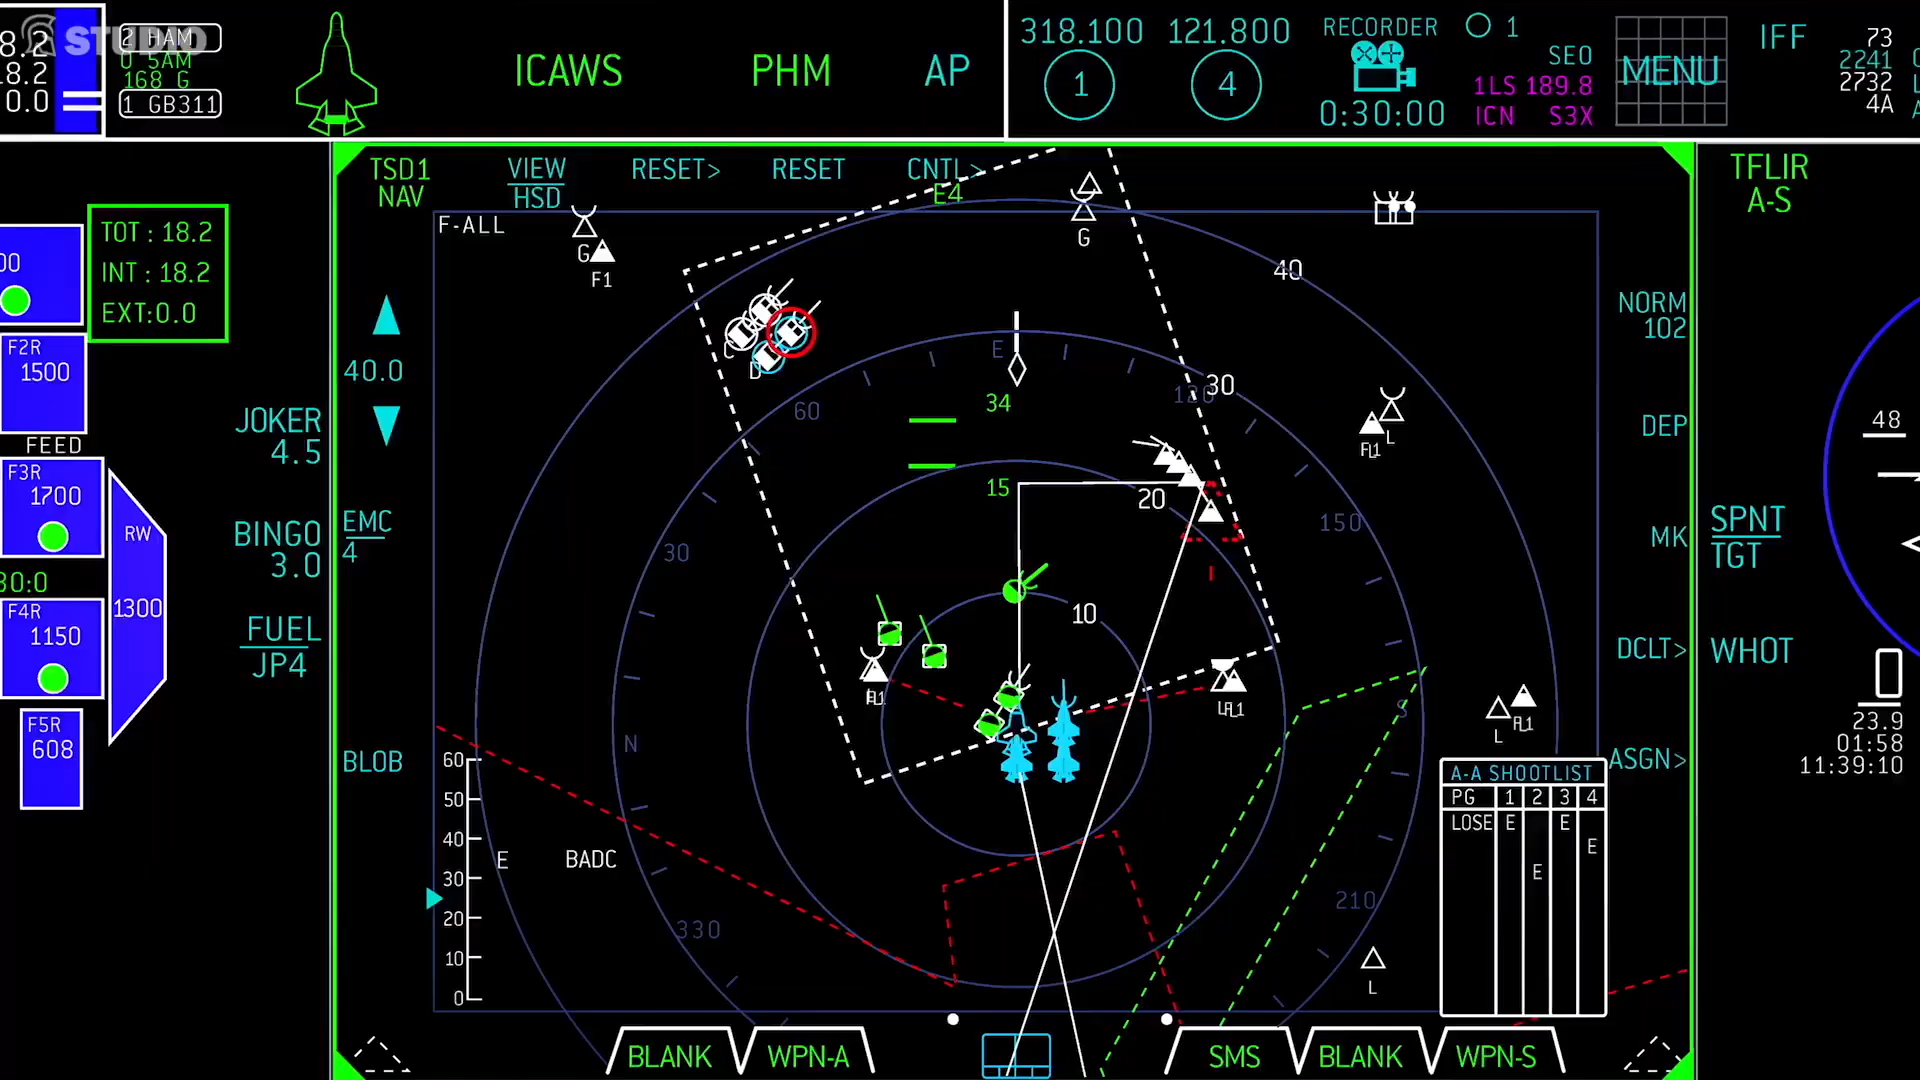 STUDIO
8.2
18.2
0.0
2 HAM
0 5AM
168 G
1 GB311
ICAWS
PHM
AP
318.100
1
121.800
4
RECORDER
0:30:00
1
SEO
1LS 189.8
ICN S3X
MENU
IFF
73
2241
2732
4A
TSD1
NAV
VIEW
HSD
RESET>
RESET
CNTL>
E4
F-ALL
TOT : 18.2
INT : 18.2
EXT:0.0
00
F2R
1500
FEED
F3R
1700
RW
1300
30:0
F4R
1150
F5R
608
JOKER
4.5
BINGO
3.0
FUEL
JP4
40.0
EMC
4
BLOB
G
F1
G
C
D
E
34
15
60
30
N
330
120
150
S
210
40
30
20
10
L
L
L
60
50
40
30
20
10
0
E
BADC
NORM
102
DEP
MK
DCLT>
ASGN>
A-A SHOOTLIST
PG 1 2 3 4
LOSE E E
E
E
TFLIR
A-S
SPNT
TGT
WHOT
48
23.9
01:58
11:39:10
BLANK
WPN-A
SMS
BLANK
WPN-S